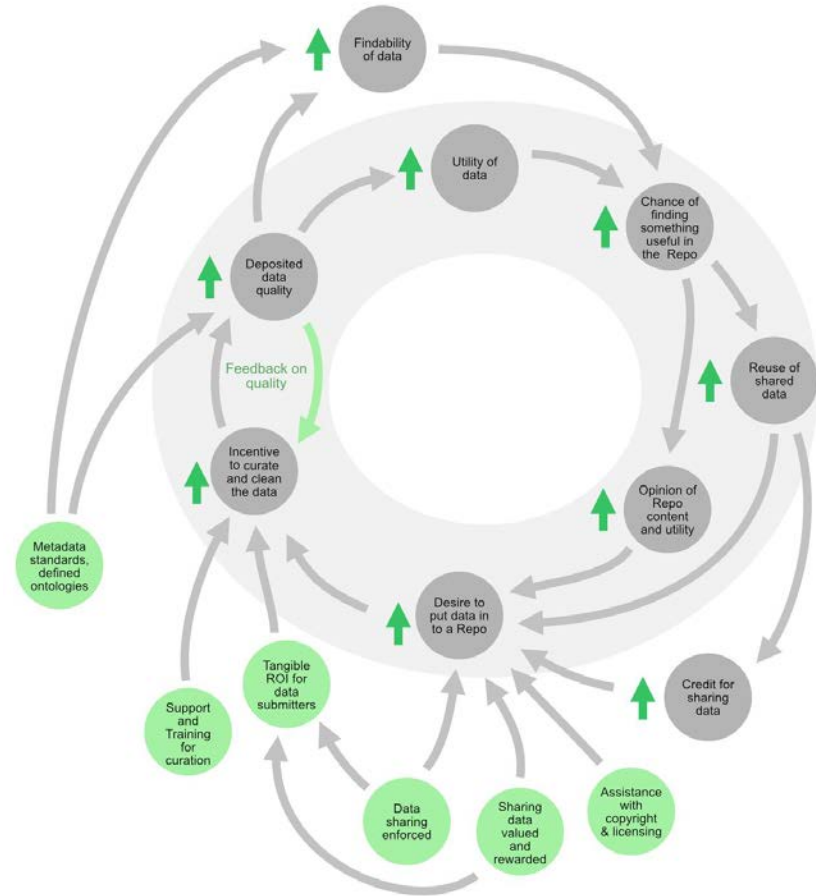 Findability
of data
Utility of
data
Chance of
finding
something
useful in
the Repo
Deposited
data
quality
Feedback on
quality
Reuse of
shared
data
Incentive
to curate
and clean
the data
Opinion of
Repo
content
and utility
Metadata
standards,
defined
ontologies
Desire to
put data in
to a Repo
Tangible
ROI for
data
submitters
Credit for
sharing
data
Support and
Training
for
curation
Data
sharing
enforced
Sharing
data
valued
and
rewarded
Assistance
with
copyright
& licensing